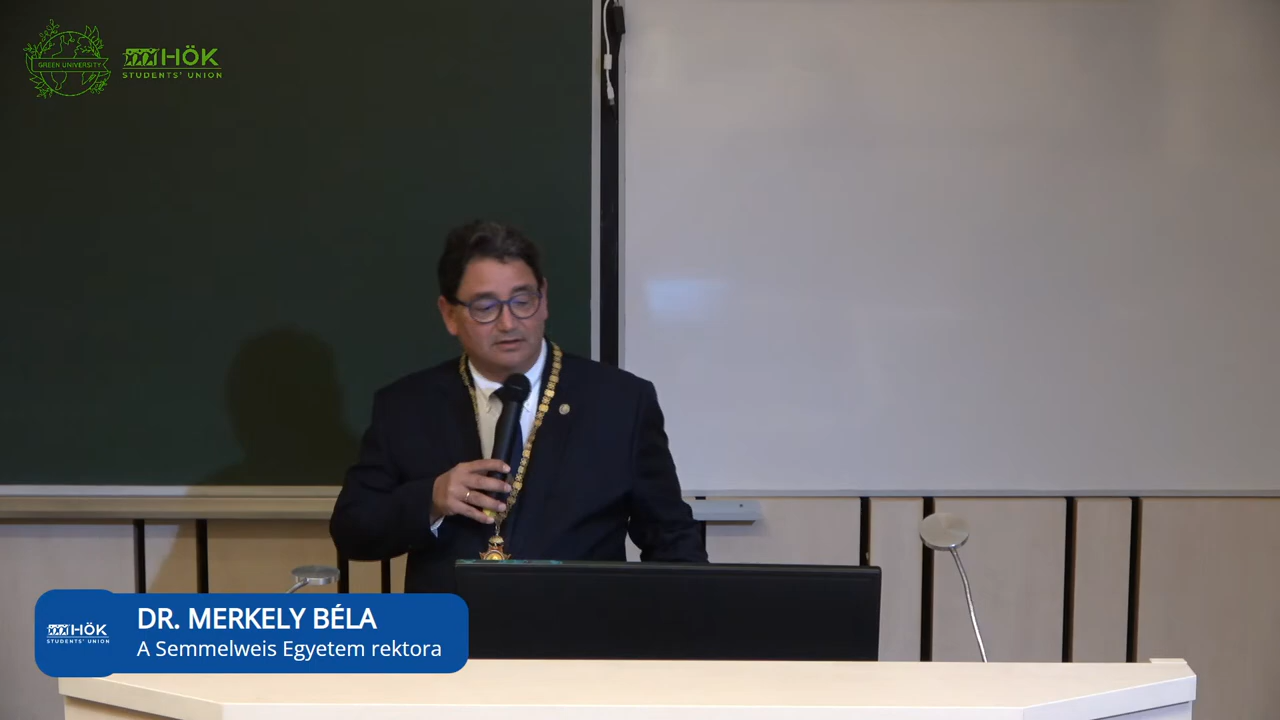 GREEN UNIVERSITY
HÖK
STUDENTS' UNION
HÖK
STUDENTS' UNION
DR. MERKELY BÉLA
A Semmelweis Egyetem rektora